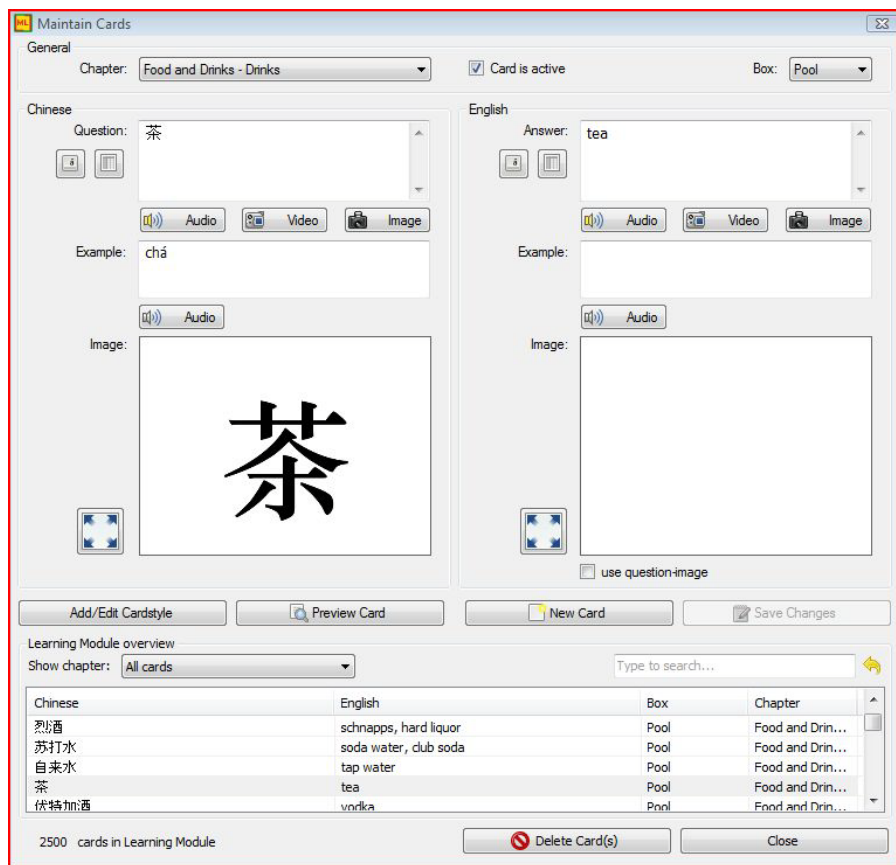 ML Maintain Cards
General
Chapter: Food and Drinks - Drinks Card is active Box: Pool
Chinese English
Question: 茶 Answer: tea
Audio Video Image Audio Video Image
Example: chá Example:
Audio Audio
Image: Image:
茶
use question-image
Add/Edit Cardstyle Preview Card New Card Save Changes
Learning Module overview
Show chapter: All cards Type to search...
Chinese English Box Chapter
烈酒 schnapps, hard liquor Pool Food and Drin...
苏打水 soda water, club soda Pool Food and Drin...
自来水 tap water Pool Food and Drin...
茶 tea Pool Food and Drin...
伏特加酒 vodka Pool Food and Drin...
2500 cards in Learning Module Delete Card(s) Close